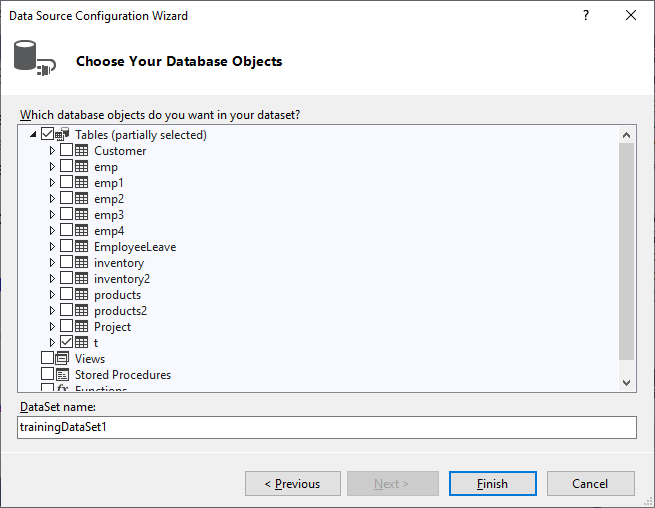 Data Source Configuration Wizard
?
Choose Your Database Objects
Which database objects do you want in your dataset?
Tables (partially selected)
Customer
emp
emp1
emp2
emp3
emp4
EmployeeLeave
inventory
inventory2
products
products2
Project
t
Views
Stored Procedures
fx Functions
DataSet name:
trainingDataSet1
< Previous Next > Finish Cancel